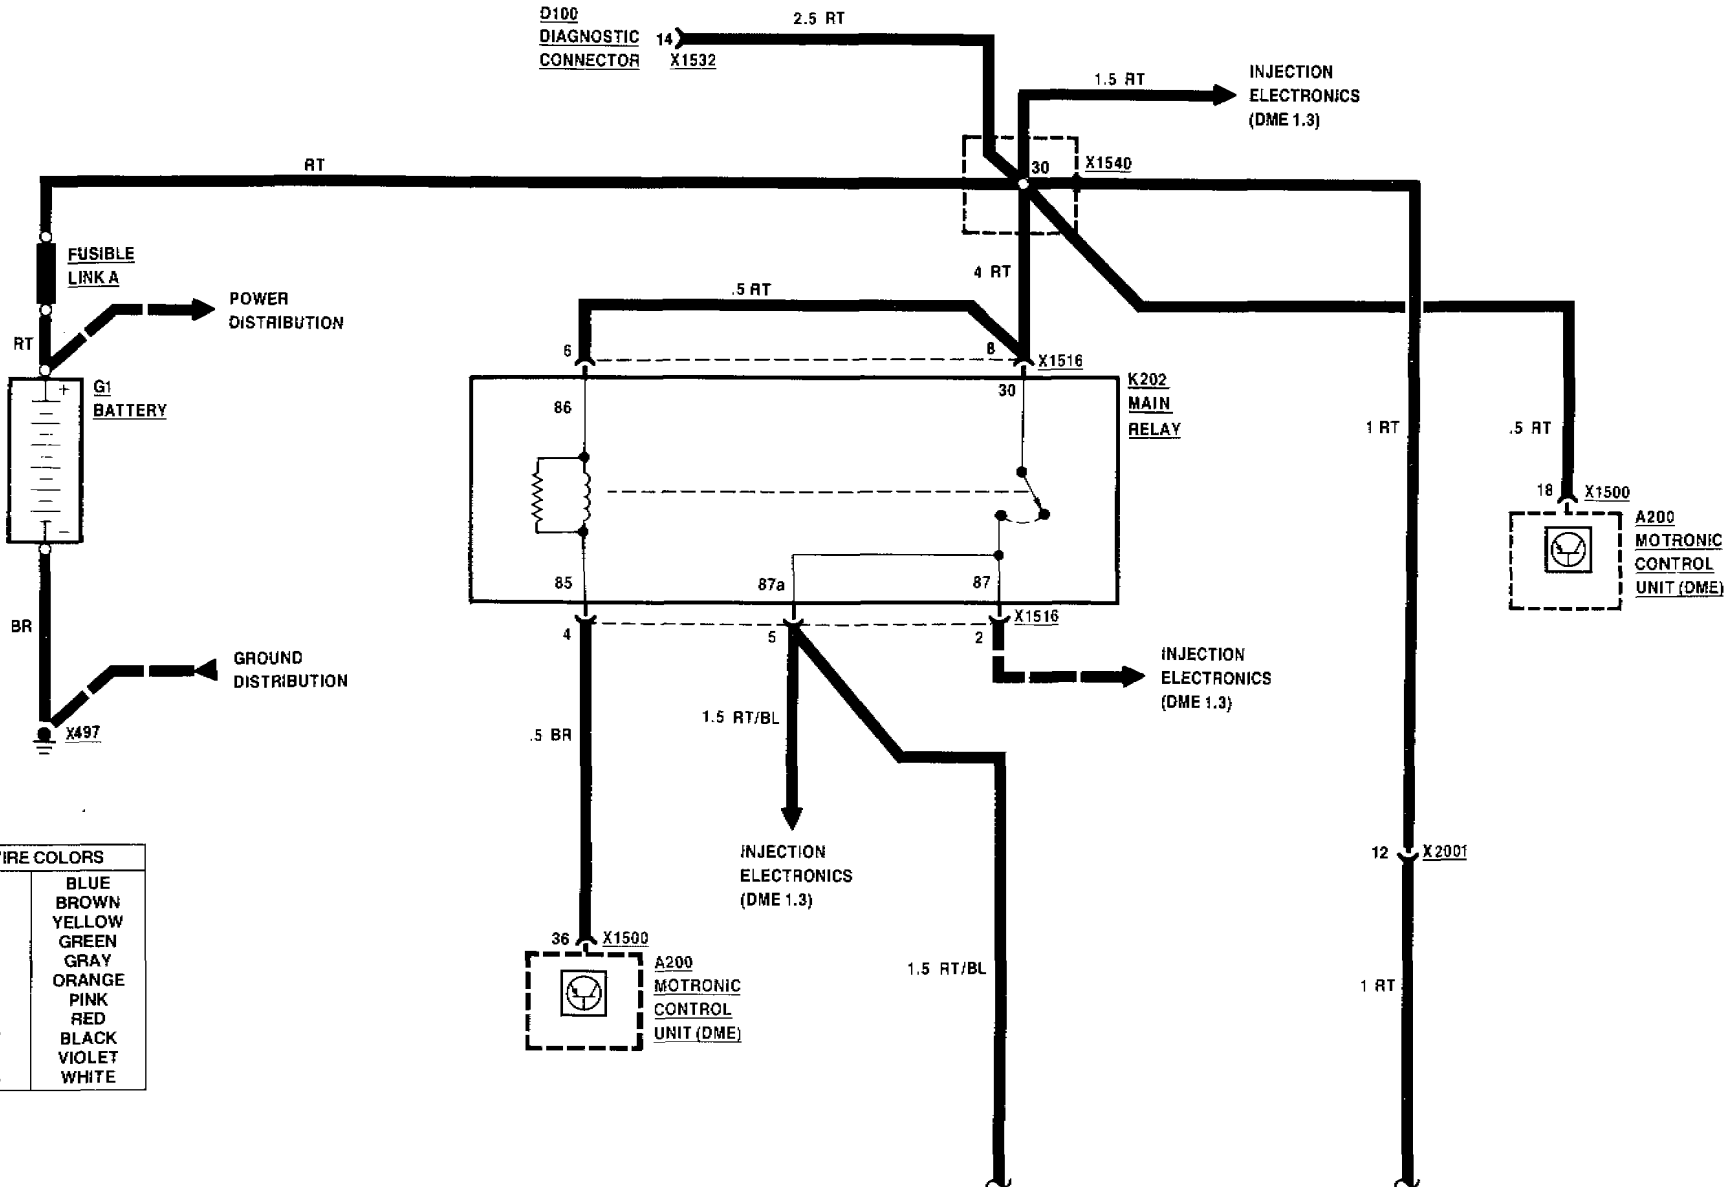 D100
DIAGNOSTIC
CONNECTOR
14
X1532
2.5 RT
1.5 RT
INJECTION
ELECTRONICS
(DME 1.3)
30
X1540
RT
FUSIBLE
LINK A
POWER
DISTRIBUTION
RT
G1
BATTERY
+
−
4 RT
.5 RT
6
8
X1516
K202
MAIN
RELAY
86
30
85
87a
87
1 RT
.5 RT
18
X1500
A200
MOTRONIC
CONTROL
UNIT (DME)
BR
GROUND
DISTRIBUTION
X497
4
5
2
X1516
INJECTION
ELECTRONICS
(DME 1.3)
.5 BR
1.5 RT/BL
INJECTION
ELECTRONICS
(DME 1.3)
12
X2001
36
X1500
A200
MOTRONIC
CONTROL
UNIT (DME)
1.5 RT/BL
1 RT
IRE COLORS
BLUE
BROWN
YELLOW
GREEN
GRAY
ORANGE
PINK
RED
BLACK
VIOLET
WHITE